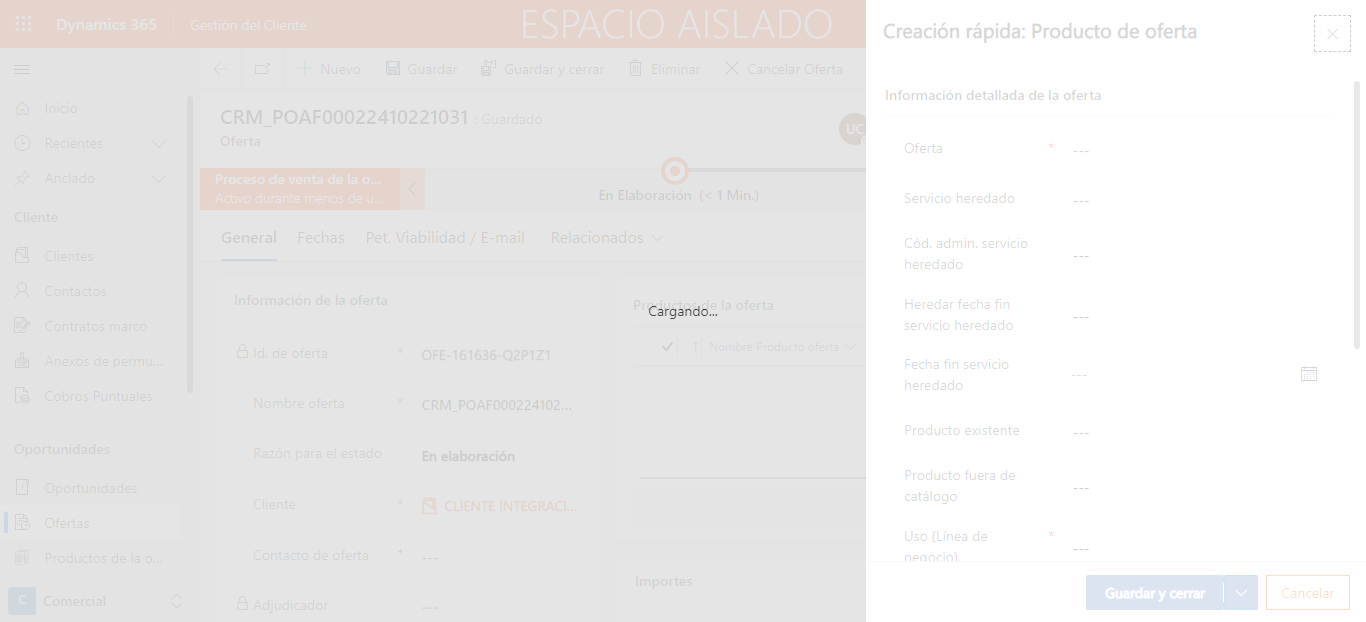 Dynamics 365
Gestión del Cliente
ESPACIO AISLADO
Nuevo
Guardar
Guardar y cerrar
Eliminar
Cancelar Oferta
Inicio
Recientes
Anclado
Cliente
Clientes
Contactos
Contratos marco
Anexos de permu...
Cobros Puntuales
Oportunidades
Oportunidades
Ofertas
Productos de la o...
C Comercial
CRM_POAF00022410221031 : Guardado
Oferta
UC
Proceso de venta de la o...
Activo durante menos de u...
En Elaboración (< 1 Min.)
General Fechas Pet. Viabilidad / E-mail Relacionados
Información de la oferta
Id. de oferta * OFE-161636-Q2P1Z1
Nombre oferta * CRM_POAF000224102...
Razón para el estado En elaboración
Cliente * CLIENTE INTEGRACI...
Contacto de oferta + ---
Adjudicador ---
Productos de la oferta
Cargando...
Nombre Producto oferta
Importes
Creación rápida: Producto de oferta
Información detallada de la oferta
Oferta * ---
Servicio heredado ---
Cód. admin. servicio
heredado ---
Heredar fecha fin
servicio heredado ---
Fecha fin servicio
heredado ---
Producto existente ---
Producto fuera de
catálogo ---
Uso (Línea de
negocio) * ---
Guardar y cerrar
Cancelar